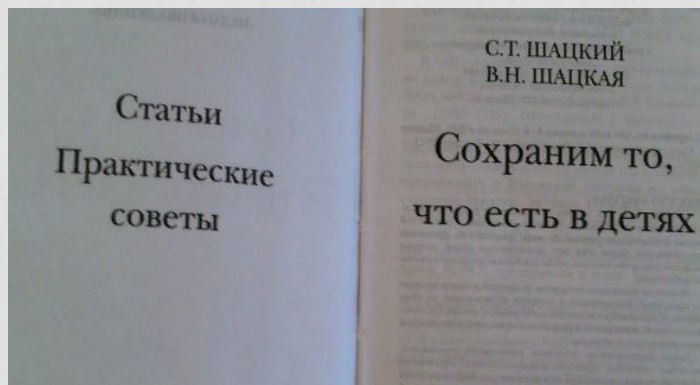 Статьи
Практические
советы
С.Т. ШАЦКИЙ
В.Н. ШАЦКАЯ
Сохраним то,
что есть в детях